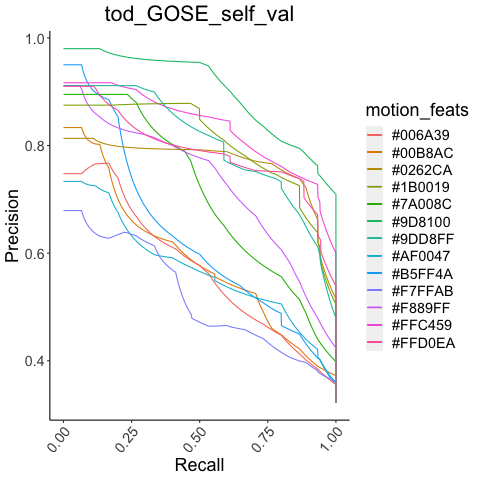 tod_GOSE_self_val
1.0
0.8
0.6
0.4
Precision
0.00
0.25
0.50
0.75
1.00
Recall
motion_feats
#006A39
#00B8AC
#0262CA
#1B0019
#7A008C
#9D8100
#9DD8FF
#AF0047
#B5FF4A
#F7FFAB
#F889FF
#FFC459
#FFD0EA